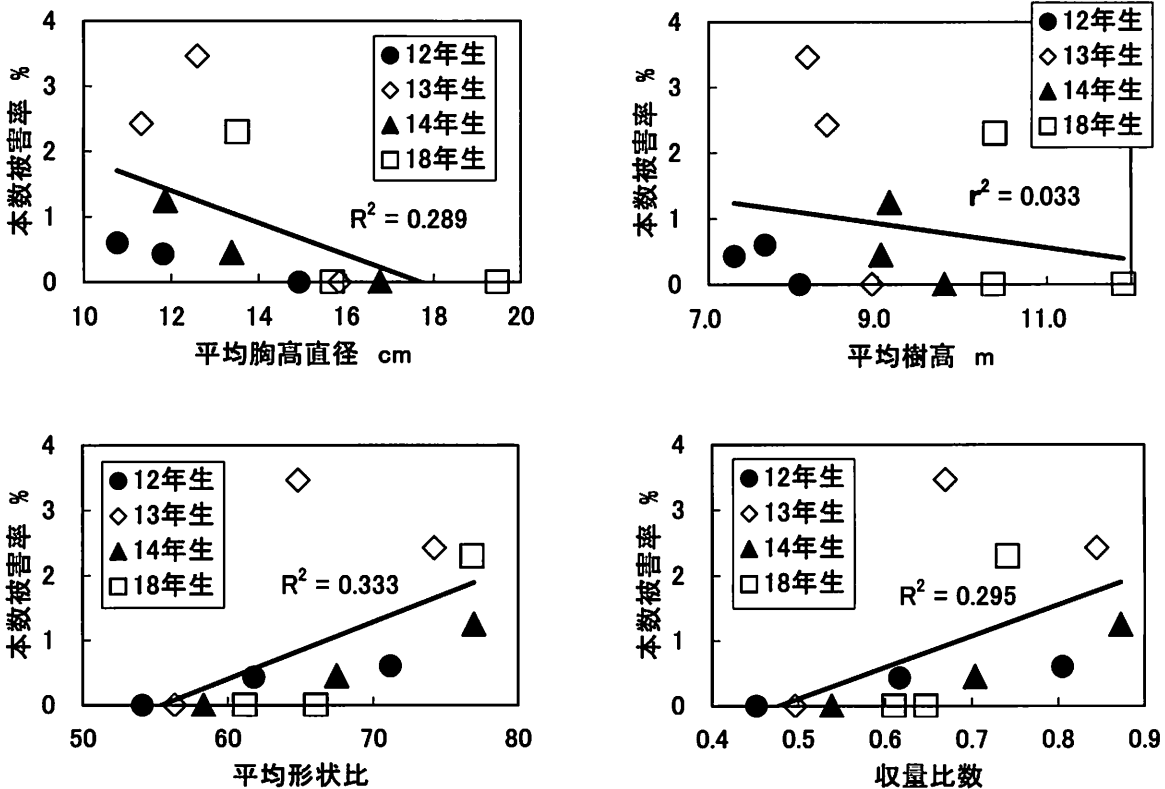 4
3
2
1
0
本数被害率 %
12年生
13年生
14年生
18年生
R² = 0.289
10 12 14 16 18 20
平均胸高直径 cm
4
3
2
1
0
本数被害率 %
12年生
13年生
14年生
18年生
r² = 0.033
7.0 9.0 11.0
平均樹高 m
4
3
2
1
0
本数被害率 %
12年生
13年生
14年生
18年生
R² = 0.333
50 60 70 80
平均形状比
4
3
2
1
0
本数被害率 %
12年生
13年生
14年生
18年生
R² = 0.295
0.4 0.5 0.6 0.7 0.8 0.9
収量比数